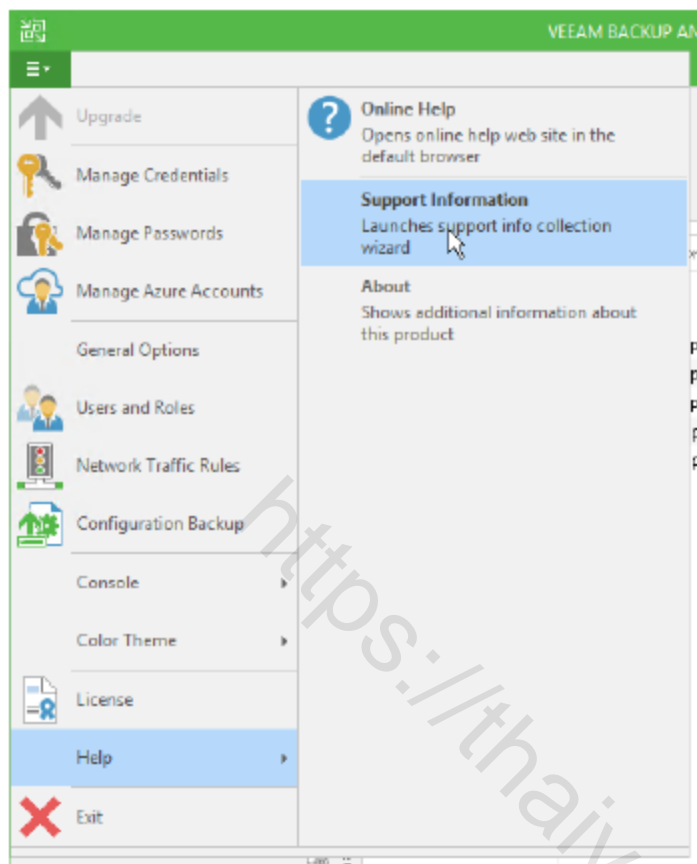 VEEAM BACKUP AN
Upgrade
Manage Credentials
Manage Passwords
Manage Azure Accounts
General Options
Users and Roles
Network Traffic Rules
Configuration Backup
Console
Color Theme
License
Help
Exit
Online Help
Opens online help web site in the
default browser
Support Information
Launches support info collection
wizard
About
Shows additional information about
this product
https://thaiv